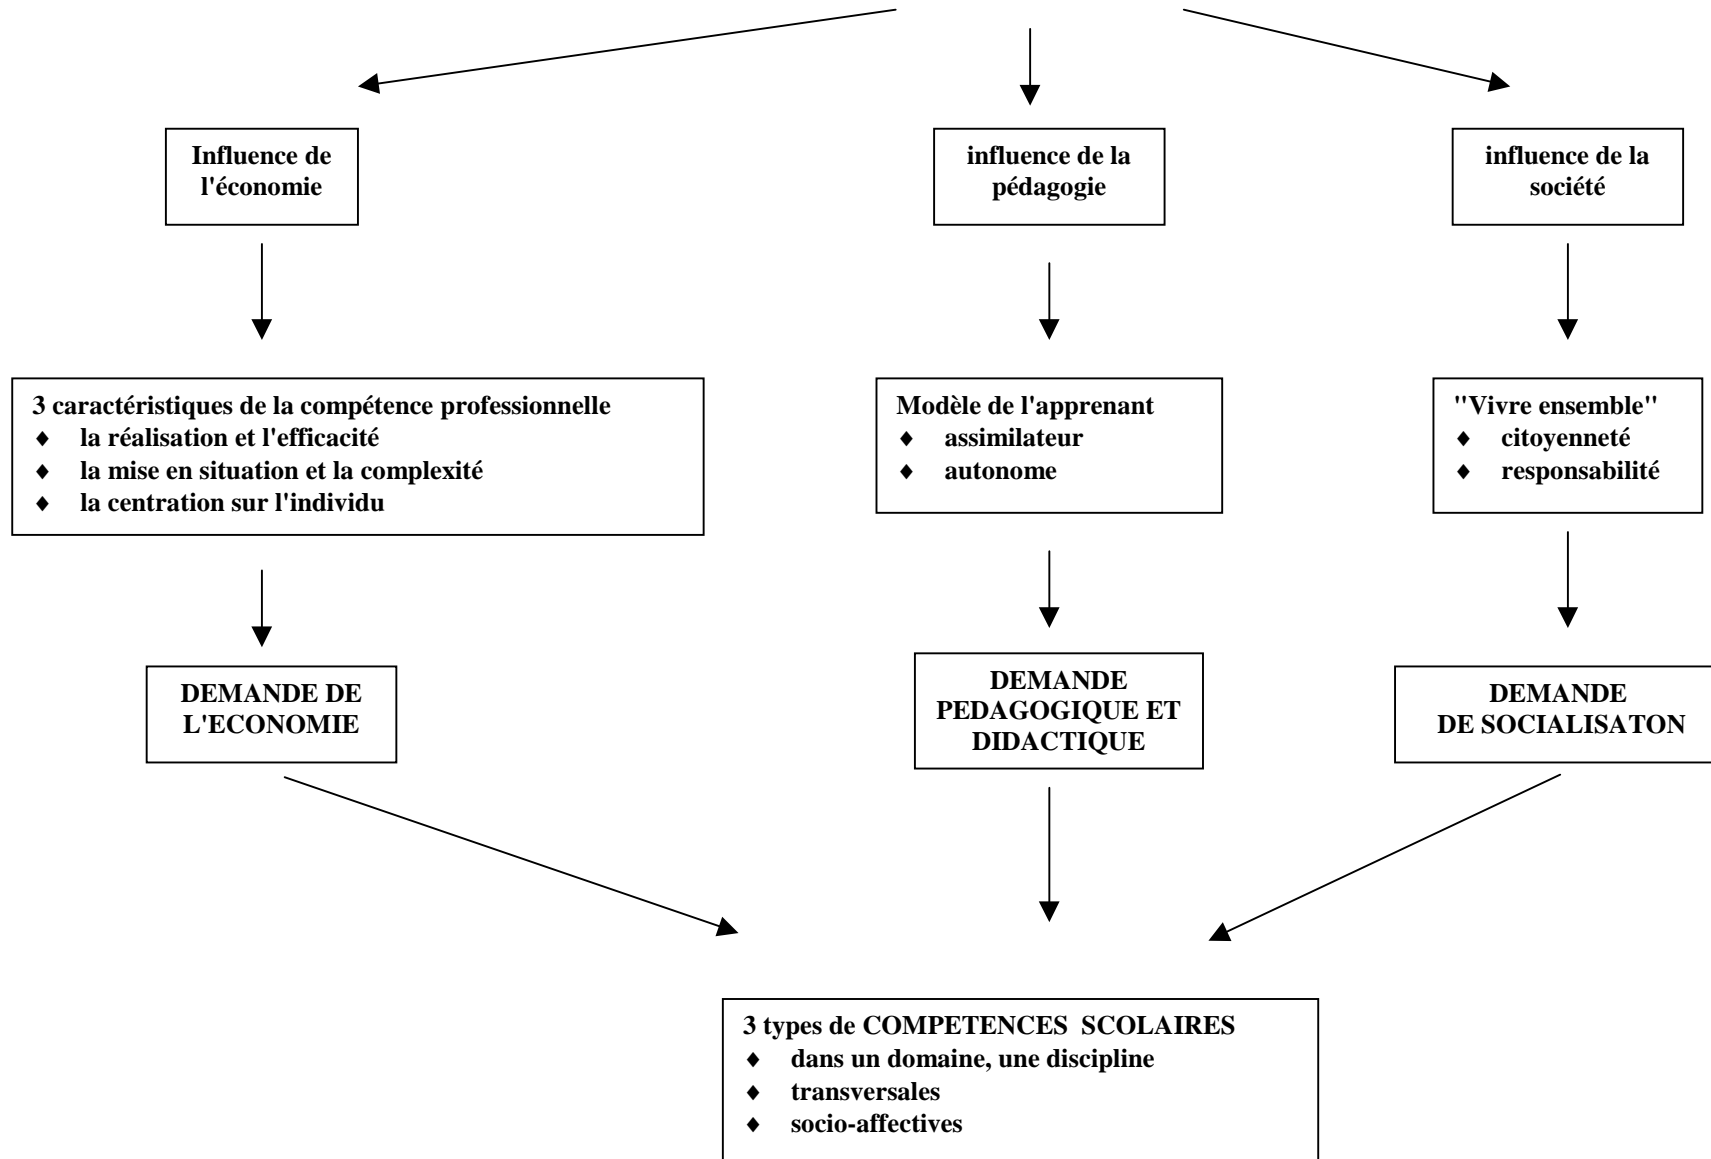 Influence de
l'économie
influence de la
pédagogie
influence de la
société
3 caractéristiques de la compétence professionnelle
♦ la réalisation et l'efficacité
♦ la mise en situation et la complexité
♦ la centration sur l'individu
Modèle de l'apprenant
♦ assimilateur
♦ autonome
"Vivre ensemble"
♦ citoyenneté
♦ responsabilité
DEMANDE DE
L'ECONOMIE
DEMANDE
PEDAGOGIQUE ET
DIDACTIQUE
DEMANDE
DE SOCIALISATON
3 types de COMPETENCES SCOLAIRES
♦ dans un domaine, une discipline
♦ transversales
♦ socio-affectives